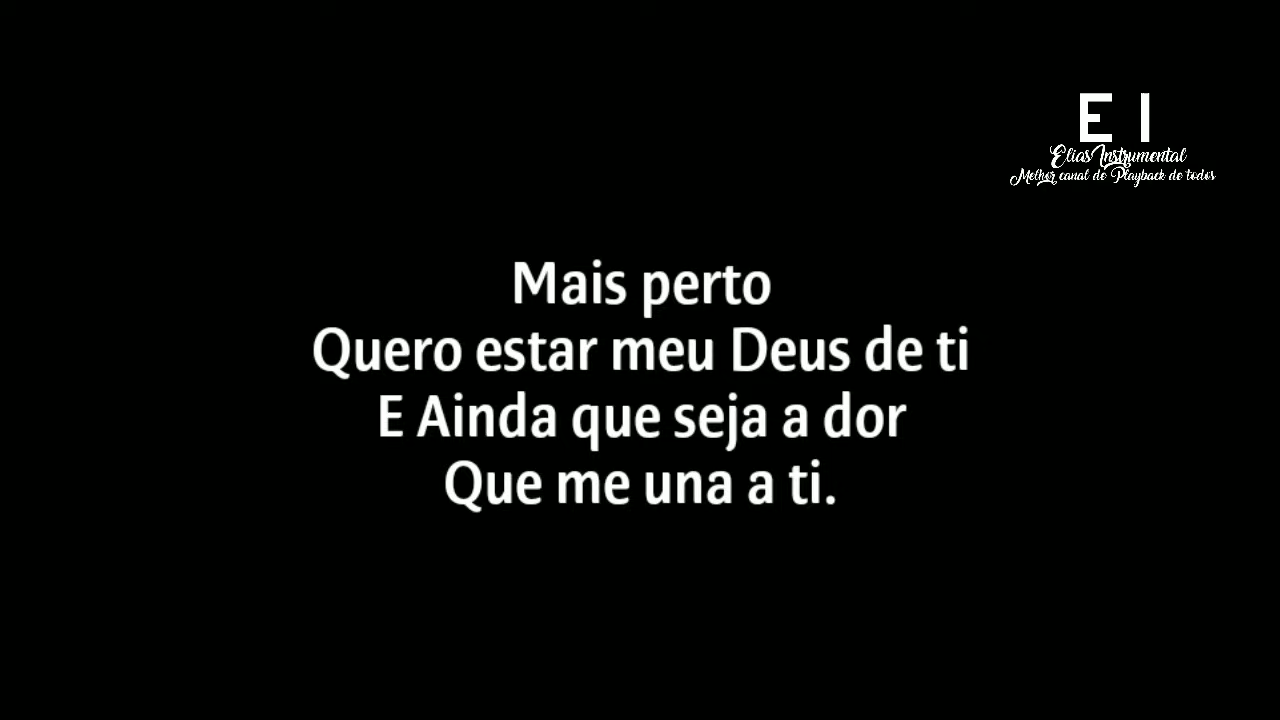 E I
Elias Instrumental
Melhor canal de Playback de todos
Mais perto
Quero estar meu Deus de ti
E Ainda que seja a dor
Que me una a ti.